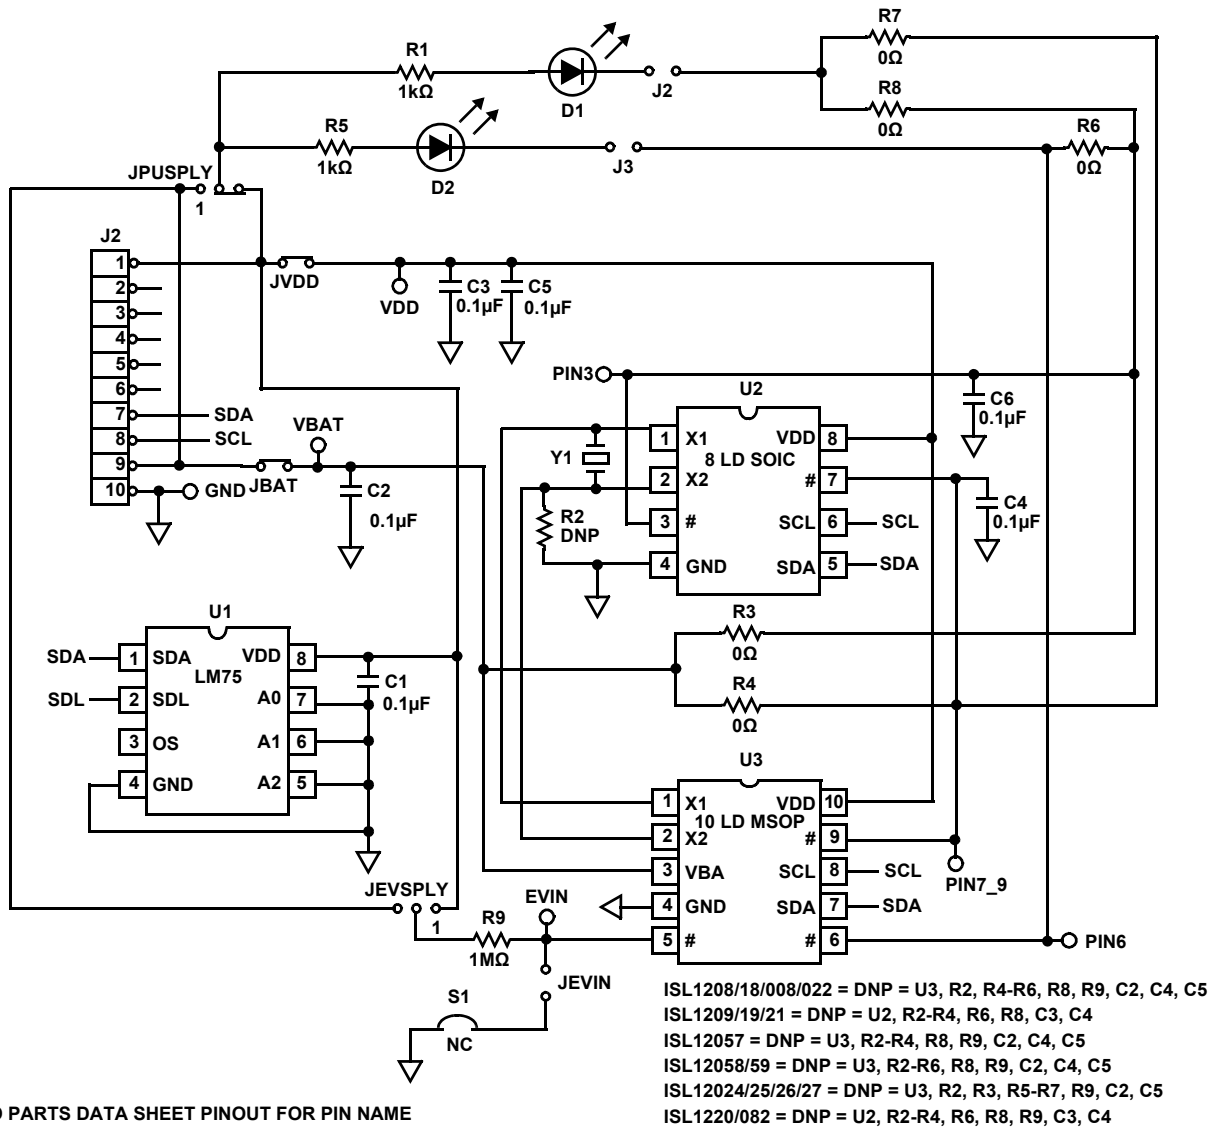 R7
0Ω
R1
1kΩ
D1
J2
R8
0Ω
R5
1kΩ
D2
J3
R6
0Ω
JPUSPLY
1
J2
1
2
3
4
5
6
7
8
9
10
SDA
SCL
GND
JVDD
VDD
C3
0.1µF
C5
0.1µF
VBAT
JBAT
C2
0.1µF
PIN3
C6
0.1µF
U2
8 LD SOIC
1 X1
2 X2
3 #
4 GND
VDD 8
# 7
SCL 6 SCL
SDA 5 SDA
Y1
R2
DNP
C4
0.1µF
U1
LM75
SDA 1 SDA
SDL 2 SDL
3 OS
4 GND
VDD 8
A0 7
A1 6
A2 5
C1
0.1µF
R3
0Ω
R4
0Ω
U3
10 LD MSOP
1 X1
2 X2
3 VBA
4 GND
5 #
VDD 10
# 9
SCL 8 SCL
SDA 7 SDA
# 6
PIN7_9
PIN6
JEVSPLY
1
R9
1MΩ
EVIN
JEVIN
S1
NC
ISL1208/18/008/022 = DNP = U3, R2, R4-R6, R8, R9, C2, C4, C5
ISL1209/19/21 = DNP = U2, R2-R4, R6, R8, C3, C4
ISL12057 = DNP = U3, R2-R4, R8, R9, C2, C4, C5
ISL12058/59 = DNP = U3, R2-R6, R8, R9, C2, C4, C5
ISL12024/25/26/27 = DNP = U3, R2, R3, R5-R7, R9, C2, C5
ISL1220/082 = DNP = U2, R2-R4, R6, R8, R9, C3, C4
PARTS DATA SHEET PINOUT FOR PIN NAME